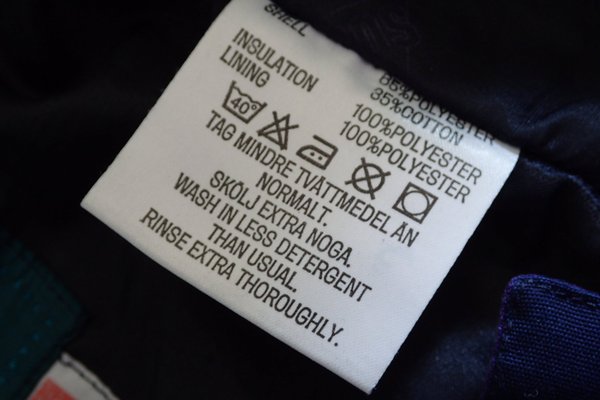 SHELL
65%POLYESTER
35%COTTON
INSULATION 100%POLYESTER
LINING 100%POLYESTER
40°
TAG MINDRE TVÄTTMEDEL ÄN
NORMALT.
SKÖLJ EXTRA NOGA.
WASH IN LESS DETERGENT
THAN USUAL.
RINSE EXTRA THOROUGHLY.